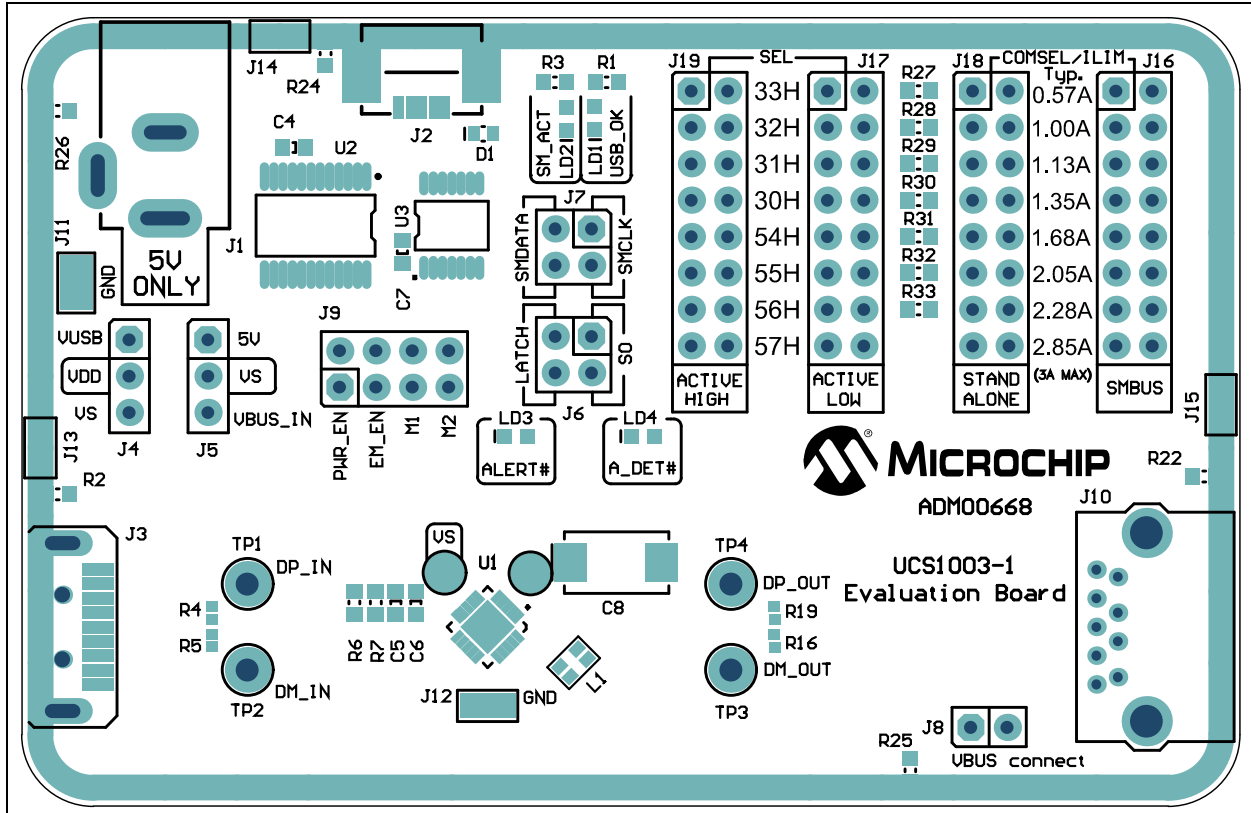 J14
R24
J2
R3
R1
J19
SEL
J17
R27
J18
COMSEL/ILIM
Typ.
J16
R26
C4
U2
D1
SM_ACT
LD2
LD1
USB_OK
33H
32H
31H
30H
54H
55H
56H
57H
R28
R29
R30
R31
R32
R33
0.57A
1.00A
1.13A
1.35A
1.68A
2.05A
2.28A
2.85A
(3A MAX)
J11
GND
J1
5V
ONLY
U3
C7
J7
SMDATA
SMCLK
J9
LATCH
SO
J6
ACTIVE
HIGH
ACTIVE
LOW
STAND
ALONE
SMBUS
VUSB
VDD
VS
J4
5V
VS
VBUS_IN
J5
PWR_EN
EM_EN
M1
M2
LD3
ALERT#
LD4
A_DET#
J13
J15
R2
R22
MICROCHIP
®
ADM00668
J10
J3
TP1
DP_IN
VS
U1
TP4
DP_OUT
UCS1003-1
Evaluation Board
C8
R4
R5
R6
R7
C5
C6
R19
R16
L1
DM_IN
TP2
J12
GND
DM_OUT
TP3
J8
R25
VBUS connect